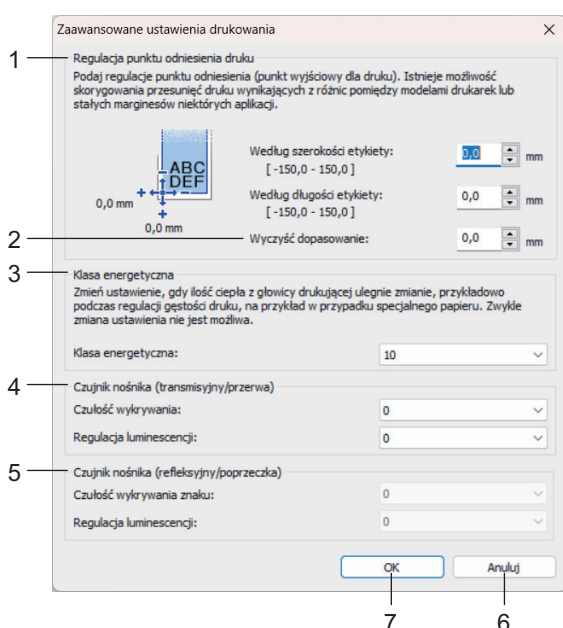 Zaawansowane ustawienia drukowania
1
Regulacja punktu odniesienia druku
Podaj regulacje punktu odniesienia (punkt wyjściowy dla druku). Istnieje możliwość
skorygowania przesunięć druku wynikających z różnic pomiędzy modelami drukarek lub
stałych marginesów niektórych aplikacji.
ABC
DEF
0,0 mm
0,0 mm
Według szerokości etykiety:
[ -150,0 - 150,0 ]
0,0 mm
Według długości etykiety:
[ -150,0 - 150,0 ]
0,0 mm
2
Wyczyść dopasowanie:
0,0 mm
3
Klasa energetyczna
Zmień ustawienie, gdy ilość ciepła z głowicy drukującej ulegnie zmianie, przykładowo
podczas regulacji gęstości druku, na przykład w przypadku specjalnego papieru. Zwykle
zmiana ustawienia nie jest możliwa.
Klasa energetyczna:
10
4
Czujnik nośnika (transmisyjny/przerwa)
Czułość wykrywania:
0
Regulacja luminescencji:
0
5
Czujnik nośnika (refleksyjny/poprzeczka)
Czułość wykrywania znaku:
0
Regulacja luminescencji:
0
OK
Anuluj
7
6